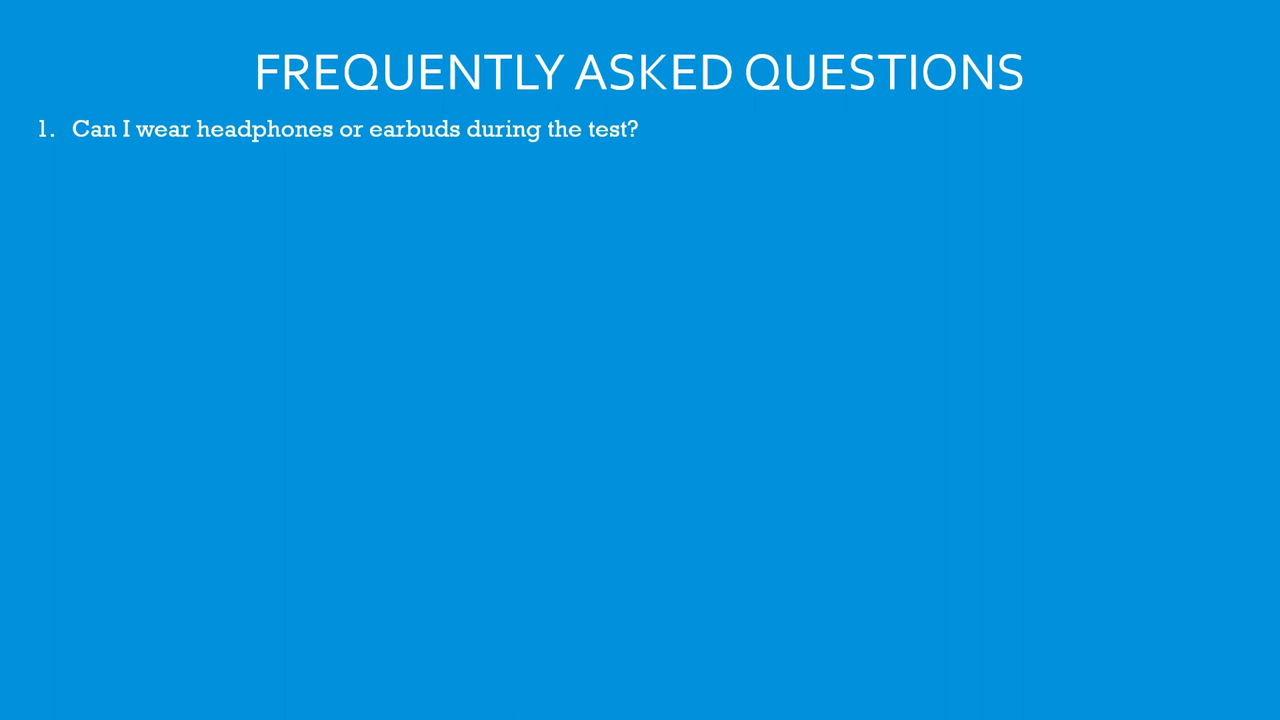 FREQUENTLY ASKED QUESTIONS
1. Can I wear headphones or earbuds during the test?